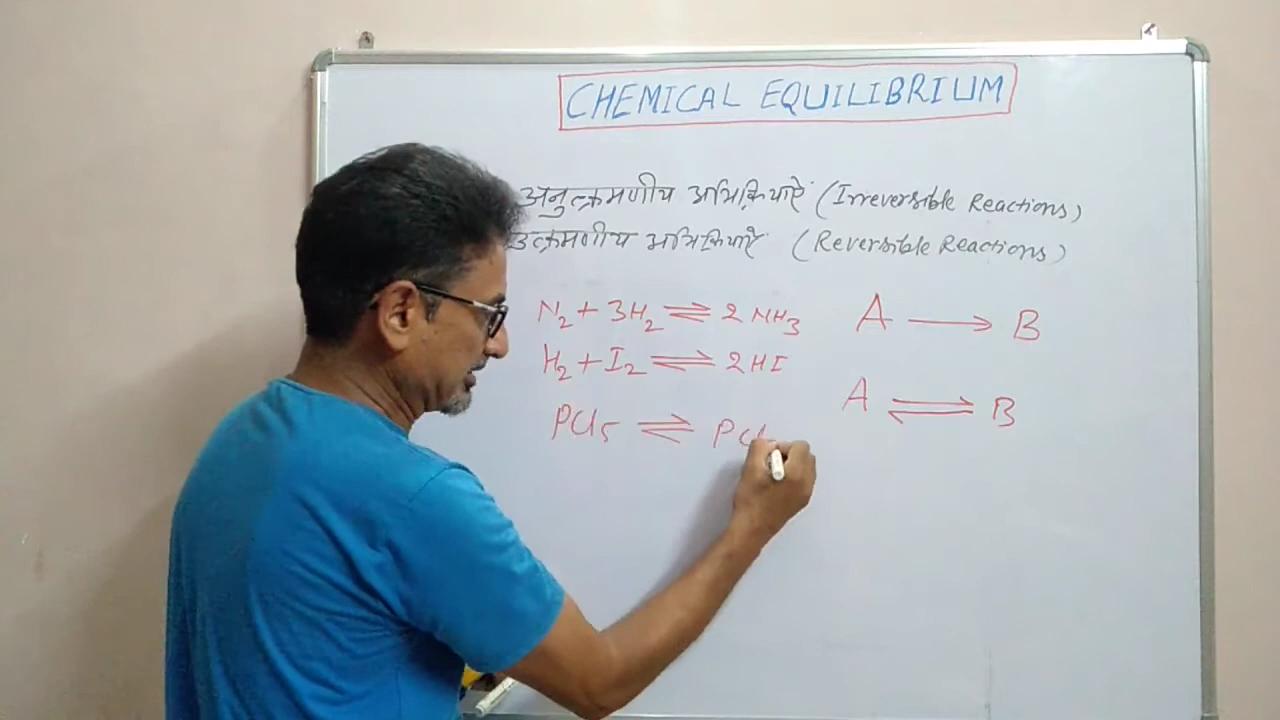 CHEMICAL EQUILIBRIUM
अनुत्क्रमणीय अभिक्रियाऐं (Irreversible Reactions)
उत्क्रमणीय अभिक्रियाऐं (Reversible Reactions)
N₂ + 3H₂ ⇌ 2NH₃
A ⟶ B
H₂ + I₂ ⇌ 2HI
A ⇌ B
PCl₅ ⇌ PCl